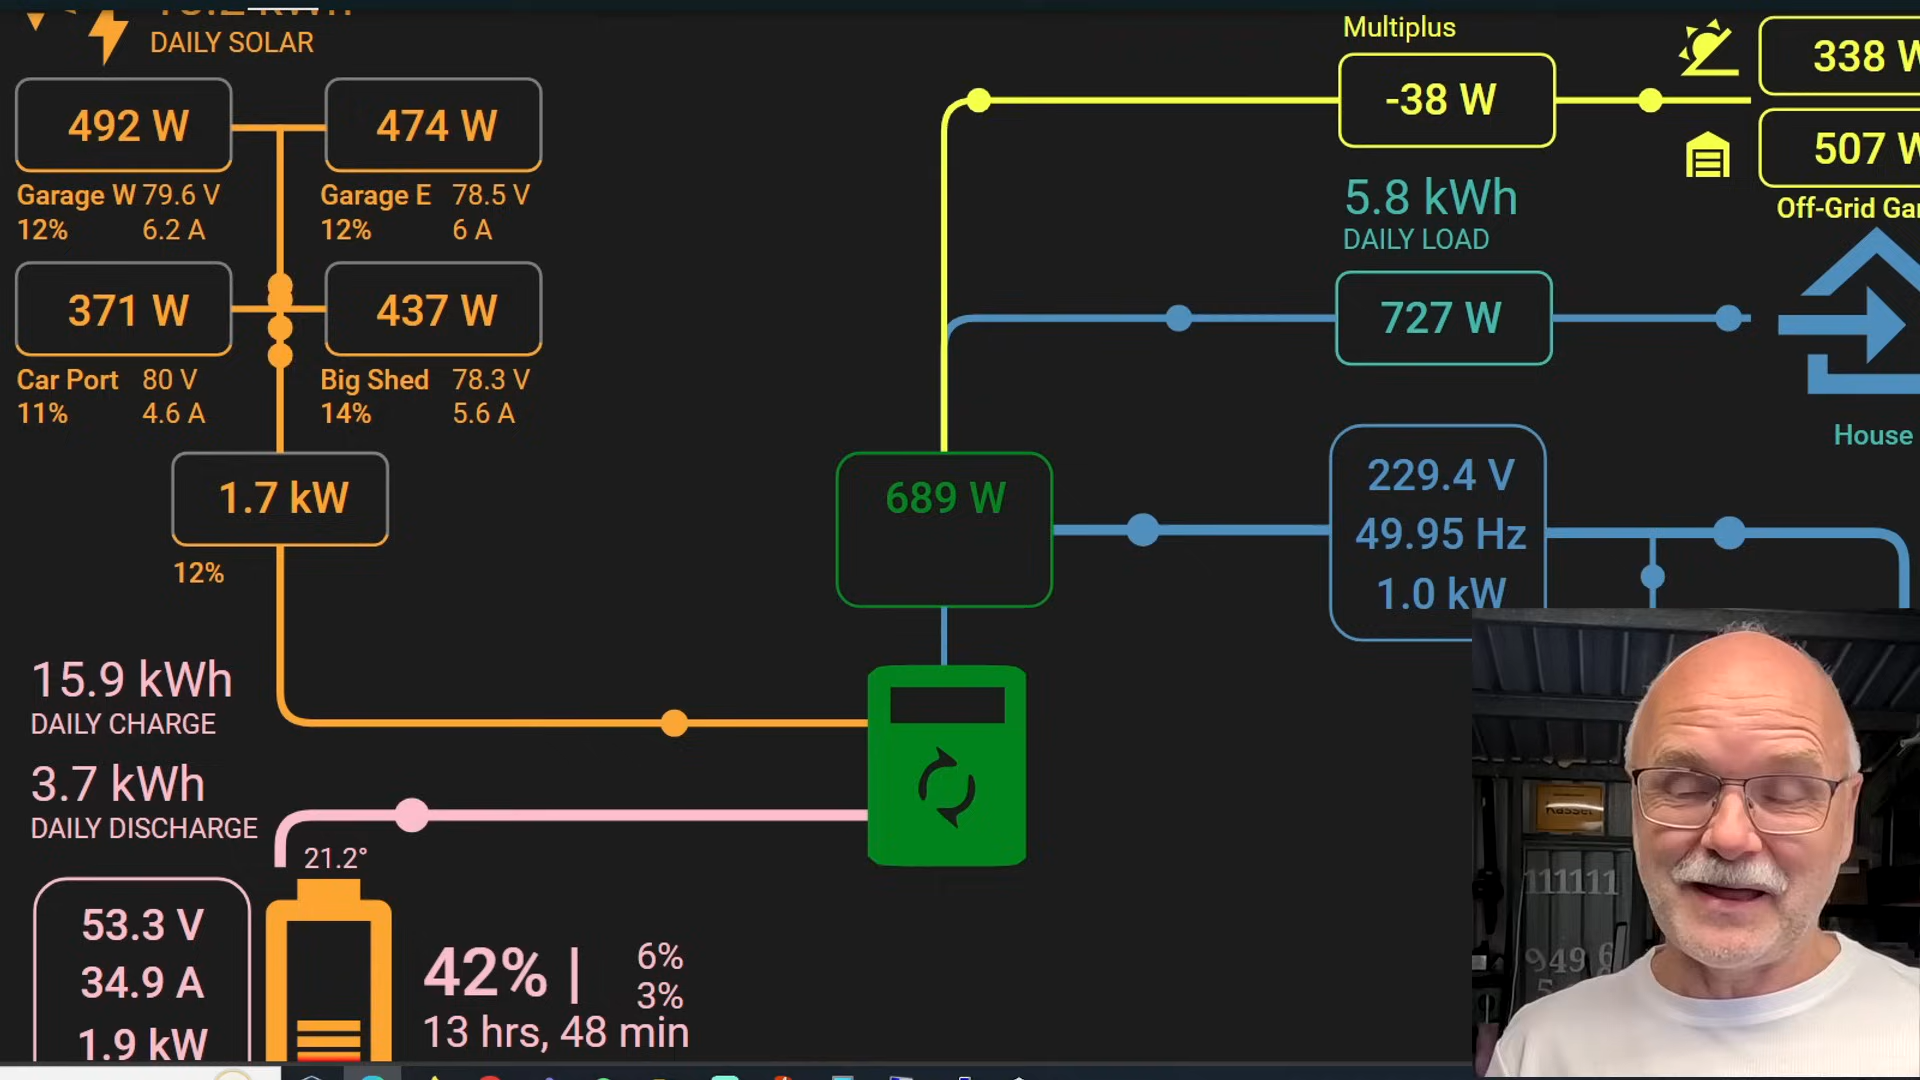 DAILY SOLAR
492 W
474 W
Garage W 79.6 V
12% 6.2 A
Garage E 78.5 V
12% 6 A
371 W
437 W
Car Port 80 V
11% 4.6 A
Big Shed 78.3 V
14% 5.6 A
1.7 kW
12%
15.9 kWh
DAILY CHARGE
3.7 kWh
DAILY DISCHARGE
21.2°
53.3 V
34.9 A
1.9 kW
42% |
6%
3%
13 hrs, 48 min
689 W
Multiplus
-38 W
338 W
507 W
Off-Grid Gar
5.8 kWh
DAILY LOAD
727 W
House
229.4 V
49.95 Hz
1.0 kW